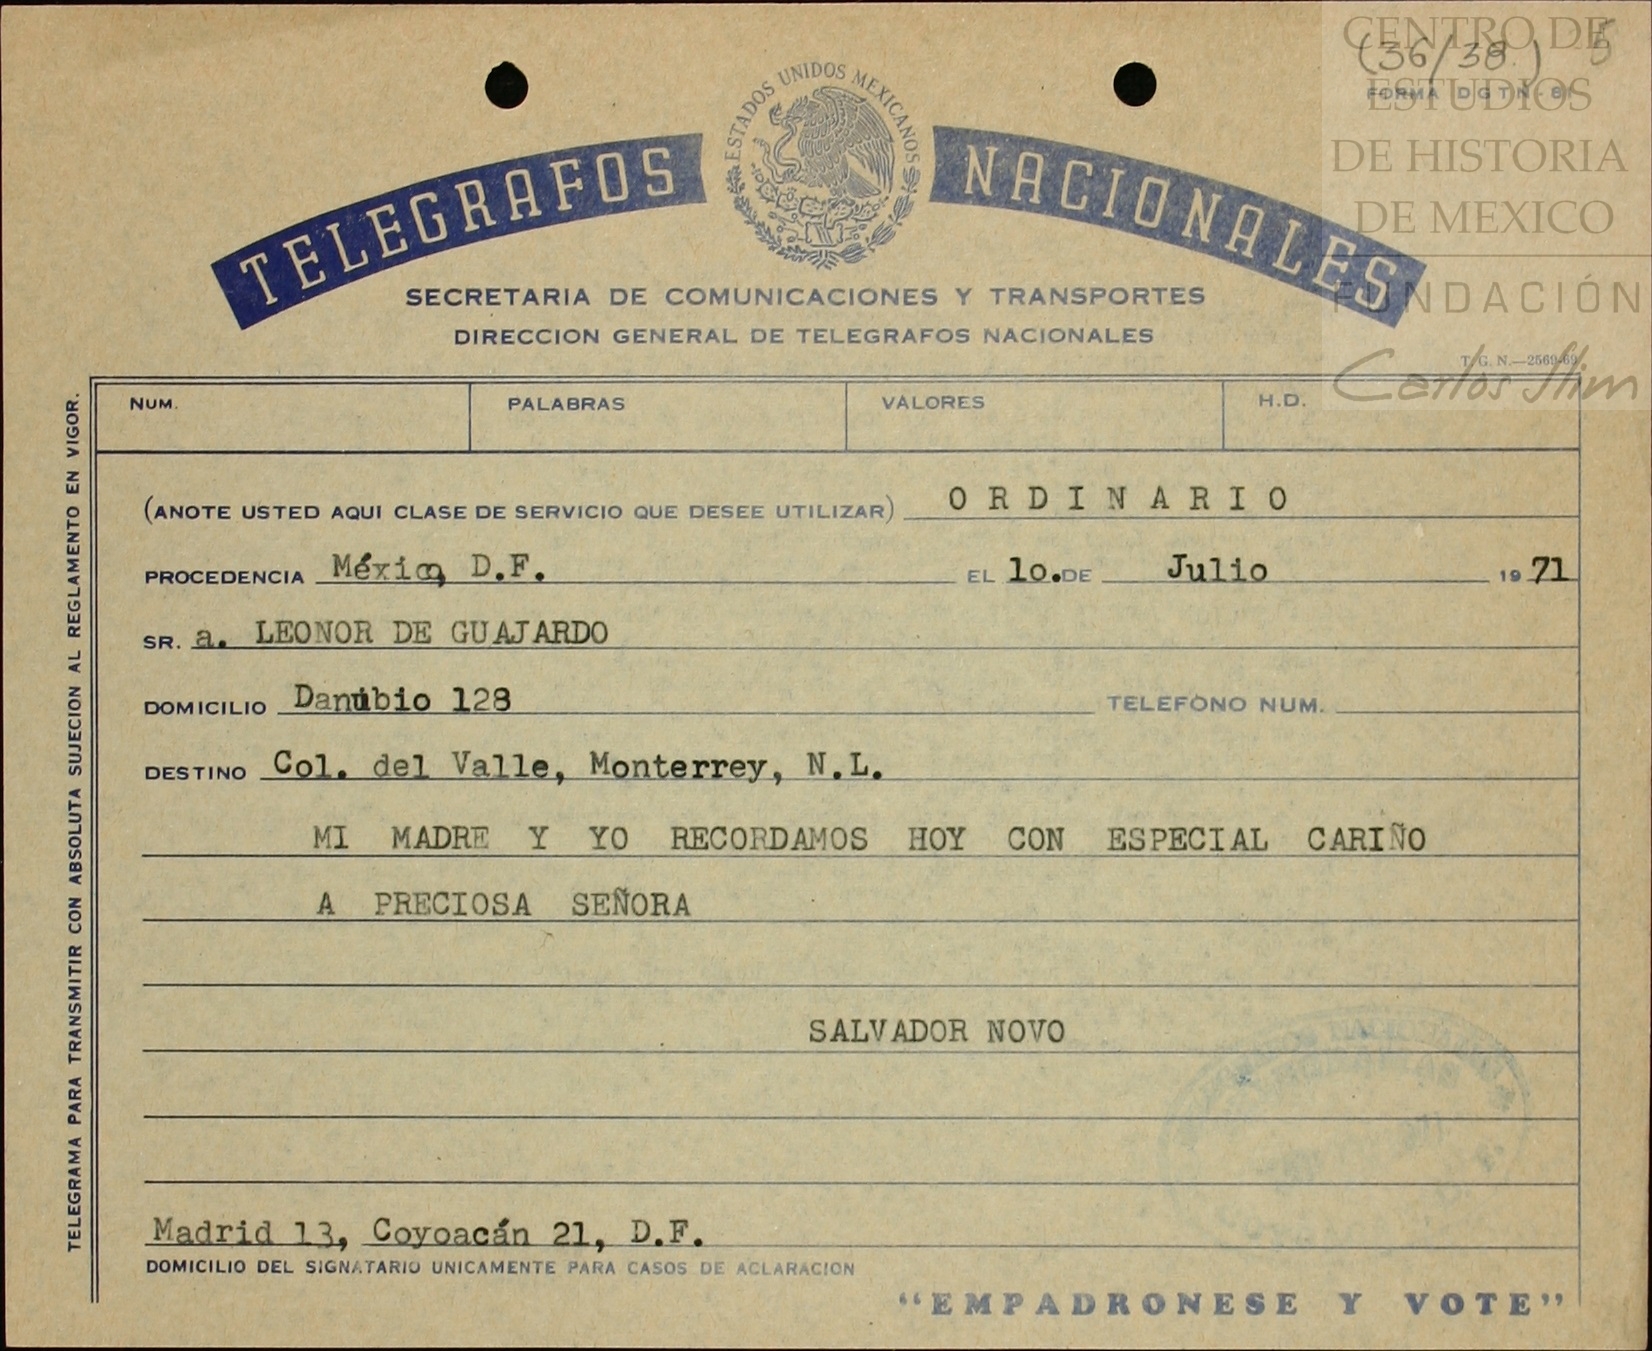 CENTRO DE
ESTUDIOS
DE HISTORIA
DE MEXICO
FUNDACIÓN
Carlos Slim
(36/38) 5
FORMA DGTN-81
ESTADOS UNIDOS MEXICANOS
TELEGRAFOS NACIONALES
SECRETARIA DE COMUNICACIONES Y TRANSPORTES
DIRECCION GENERAL DE TELEGRAFOS NACIONALES
T. G. N.—2569-69
NUM. PALABRAS VALORES H.D.
(ANOTE USTED AQUI CLASE DE SERVICIO QUE DESEE UTILIZAR) ORDINARIO
PROCEDENCIA México, D.F. EL 1o. DE Julio 1971
SR. a. LEONOR DE GUAJARDO
DOMICILIO Danubio 128 TELEFONO NUM.
DESTINO Col. del Valle, Monterrey, N.L.
MI MADRE Y YO RECORDAMOS HOY CON ESPECIAL CARIÑO
A PRECIOSA SEÑORA
SALVADOR NOVO
Madrid 13, Coyoacán 21, D.F.
DOMICILIO DEL SIGNATARIO UNICAMENTE PARA CASOS DE ACLARACION
"EMPADRONESE Y VOTE"
TELEGRAMA PARA TRANSMITIR CON ABSOLUTA SUJECION AL REGLAMENTO EN VIGOR.